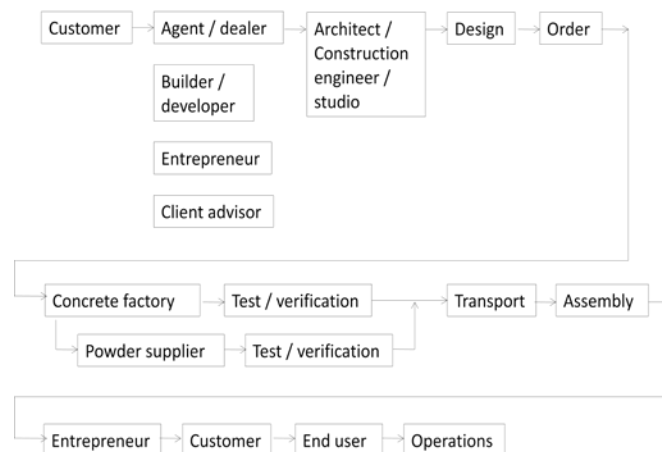 Customer
Agent / dealer
Architect /
Construction
engineer /
studio
Design
Order
Builder /
developer
Entrepreneur
Client advisor
Concrete factory
Test / verification
Transport
Assembly
Powder supplier
Test / verification
Entrepreneur
Customer
End user
Operations